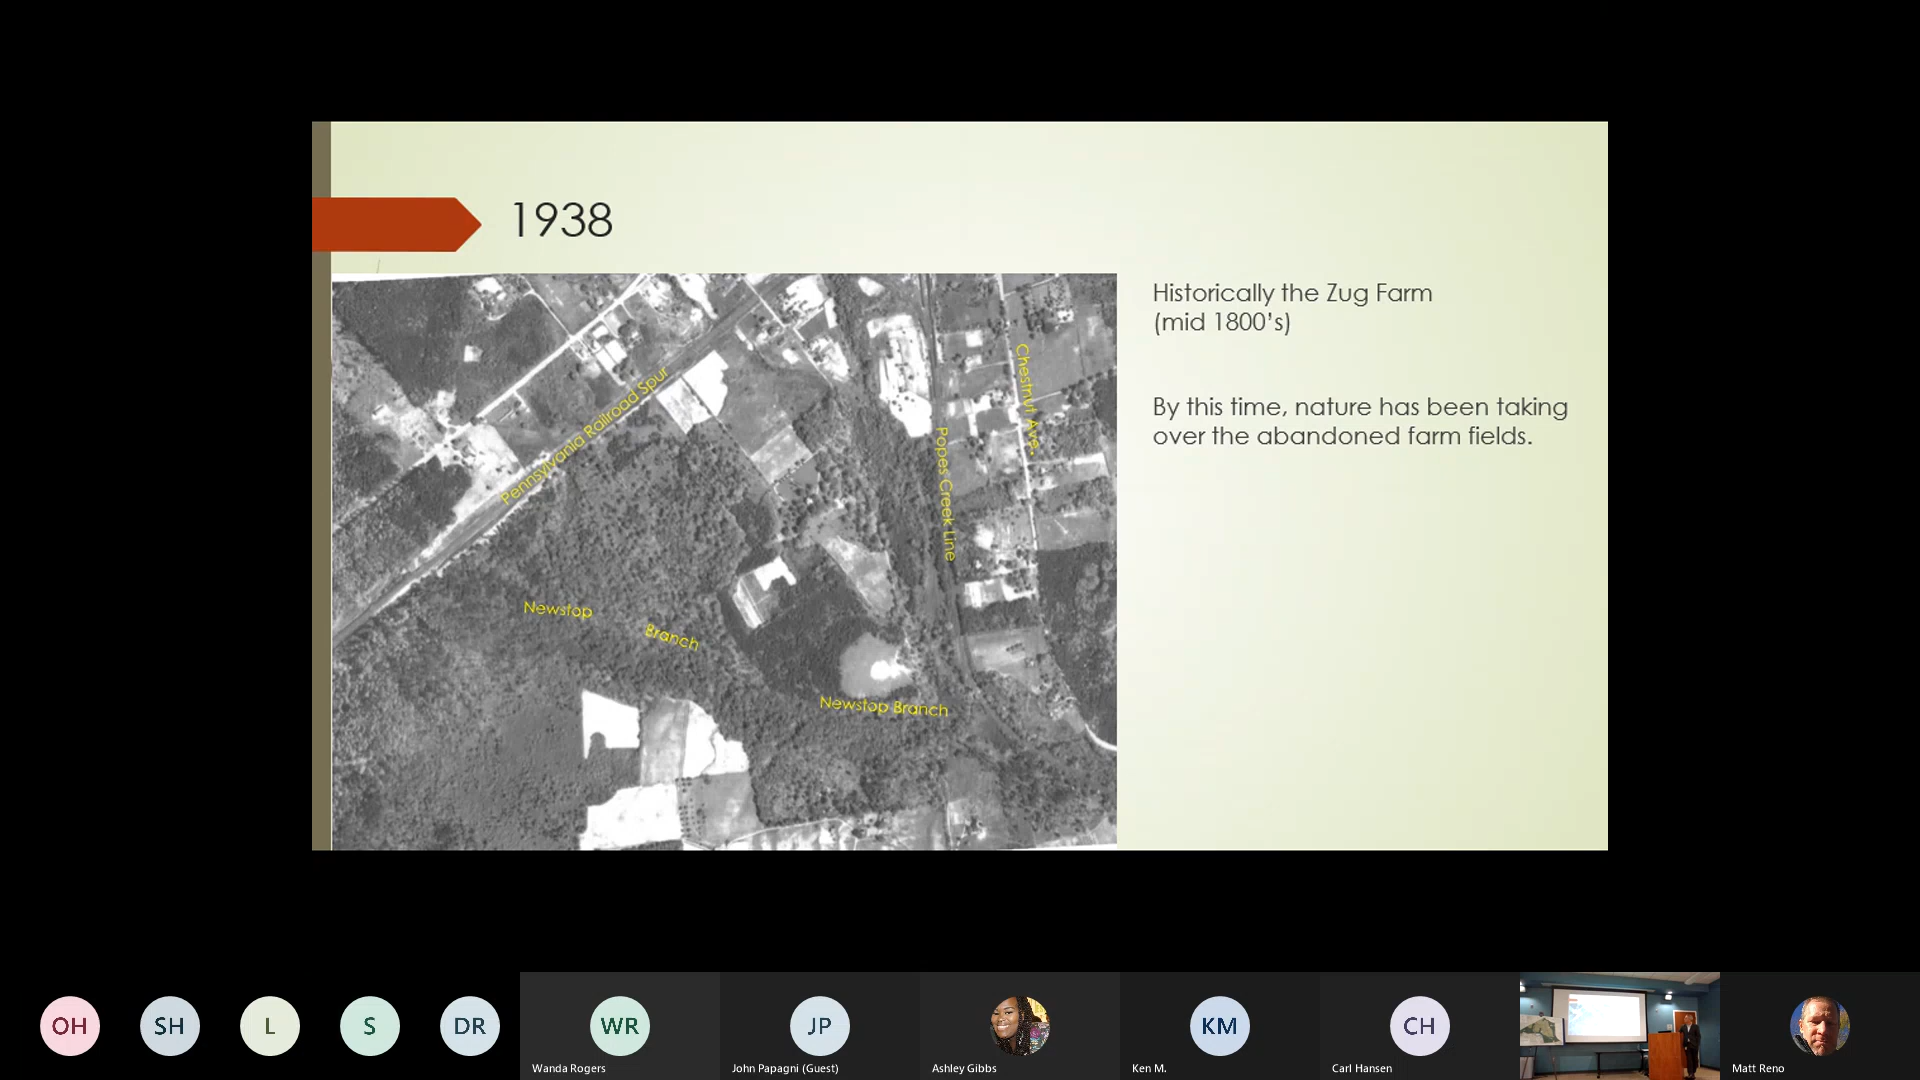 1938
Historically the Zug Farm
(mid 1800's)
By this time, nature has been taking
over the abandoned farm fields.
Pennsylvania Railroad Spur
Chestnut Ave.
Popes Creek Line
Newstop
Branch
Newstop Branch
OH
SH
L
S
DR
WR
JP
KM
CH
Wanda Rogers
John Papagni (Guest)
Ashley Gibbs
Ken M.
Carl Hansen
Matt Reno